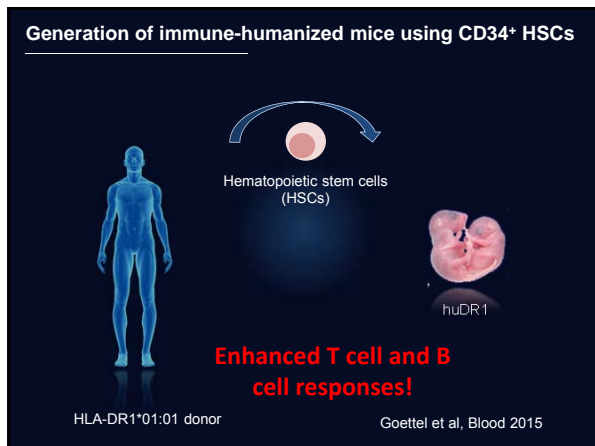 Generation of immune-humanized mice using CD34⁺ HSCs
Hematopoietic stem cells
(HSCs)
huDR1
Enhanced T cell and B
cell responses!
HLA-DR1*01:01 donor
Goettel et al, Blood 2015